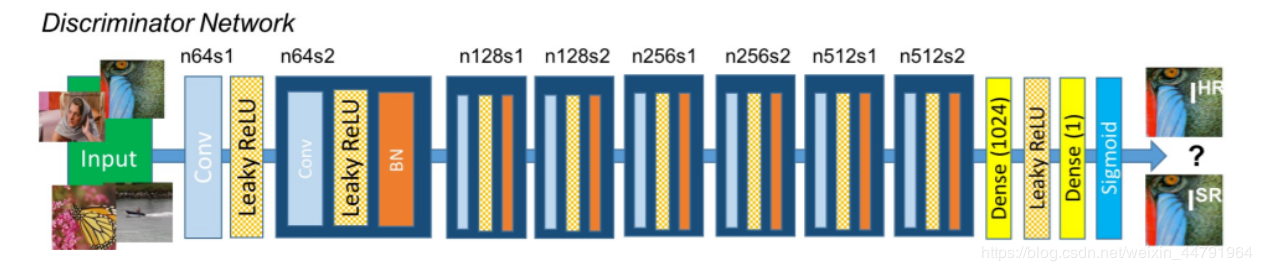 Discriminator Network
n64s1 n64s2 n128s1 n128s2 n256s1 n256s2 n512s1 n512s2
Input
Conv
Leaky ReLU
Conv
Leaky ReLU
BN
Dense (1024)
Leaky ReLU
Dense (1)
Sigmoid
I^HR
?
I^SR
https://blog.csdn.net/weixin_44791964